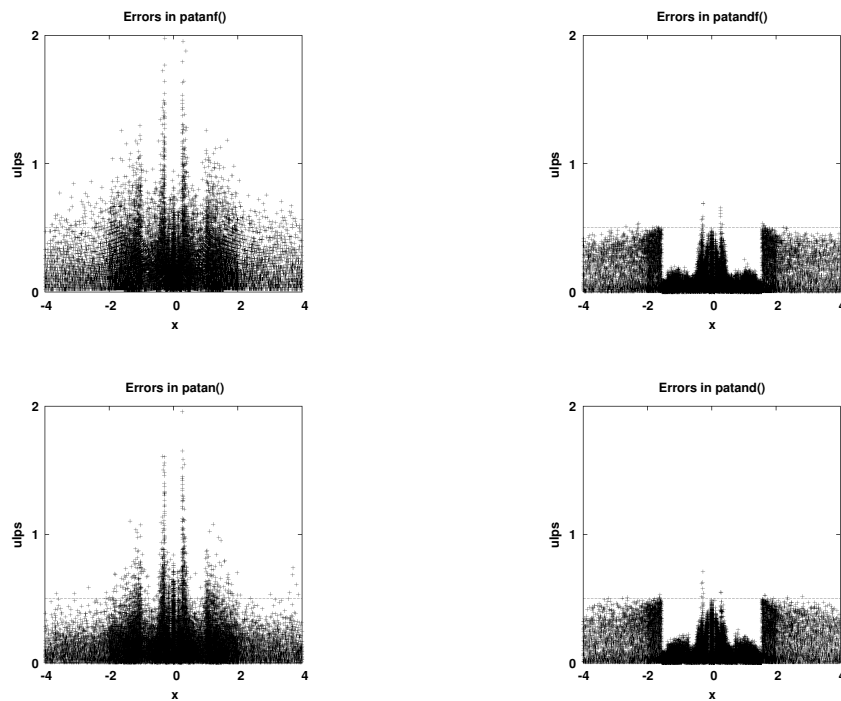 Errors in patanf()
2
1
0
ulps
-4 -2 0 2 4
x
Errors in patandf()
2
1
0
ulps
-4 -2 0 2 4
x
Errors in patan()
2
1
0
ulps
-4 -2 0 2 4
x
Errors in patand()
2
1
0
ulps
-4 -2 0 2 4
x